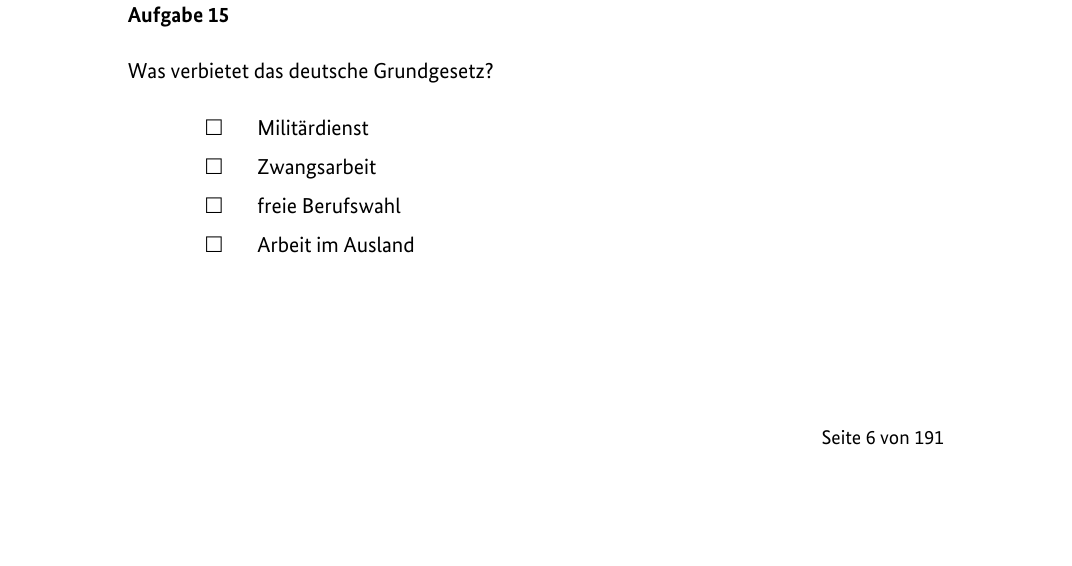 Aufgabe 15
Was verbietet das deutsche Grundgesetz?
☐ Militärdienst
☐ Zwangsarbeit
☐ freie Berufswahl
☐ Arbeit im Ausland
Seite 6 von 191